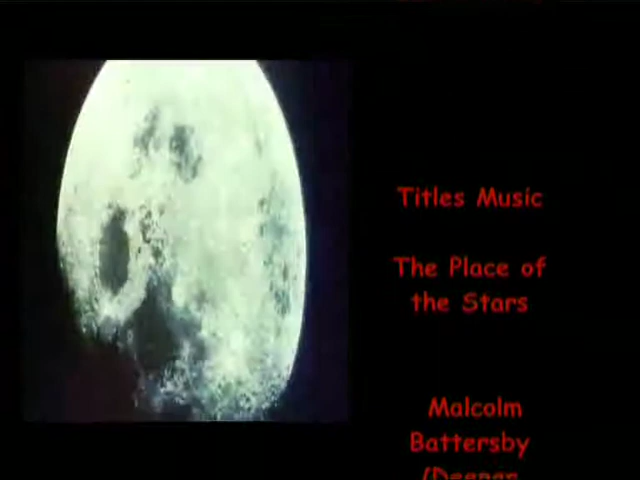 Titles Music
The Place of
the Stars
Malcolm
Battersby